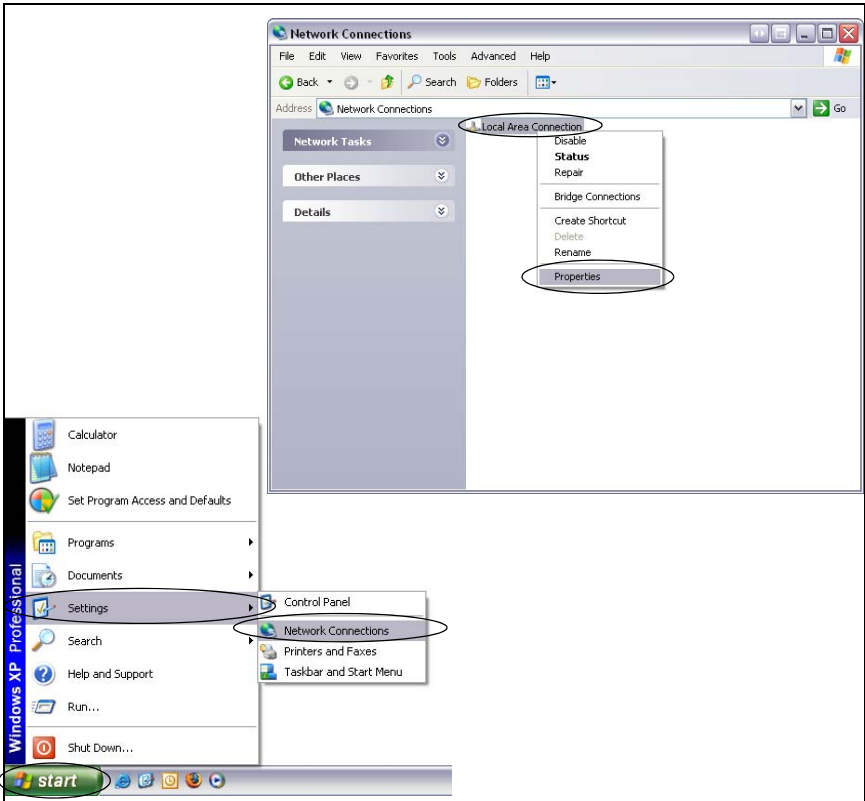 Network Connections
File Edit View Favorites Tools Advanced Help
Back Search Folders
Address Network Connections Go
Network Tasks
Other Places
Details
Local Area Connection
Disable
Status
Repair
Bridge Connections
Create Shortcut
Delete
Rename
Properties
Windows XP Professional
Calculator
Notepad
Set Program Access and Defaults
Programs
Documents
Settings
Search
Help and Support
Run...
Shut Down...
Control Panel
Network Connections
Printers and Faxes
Taskbar and Start Menu
start